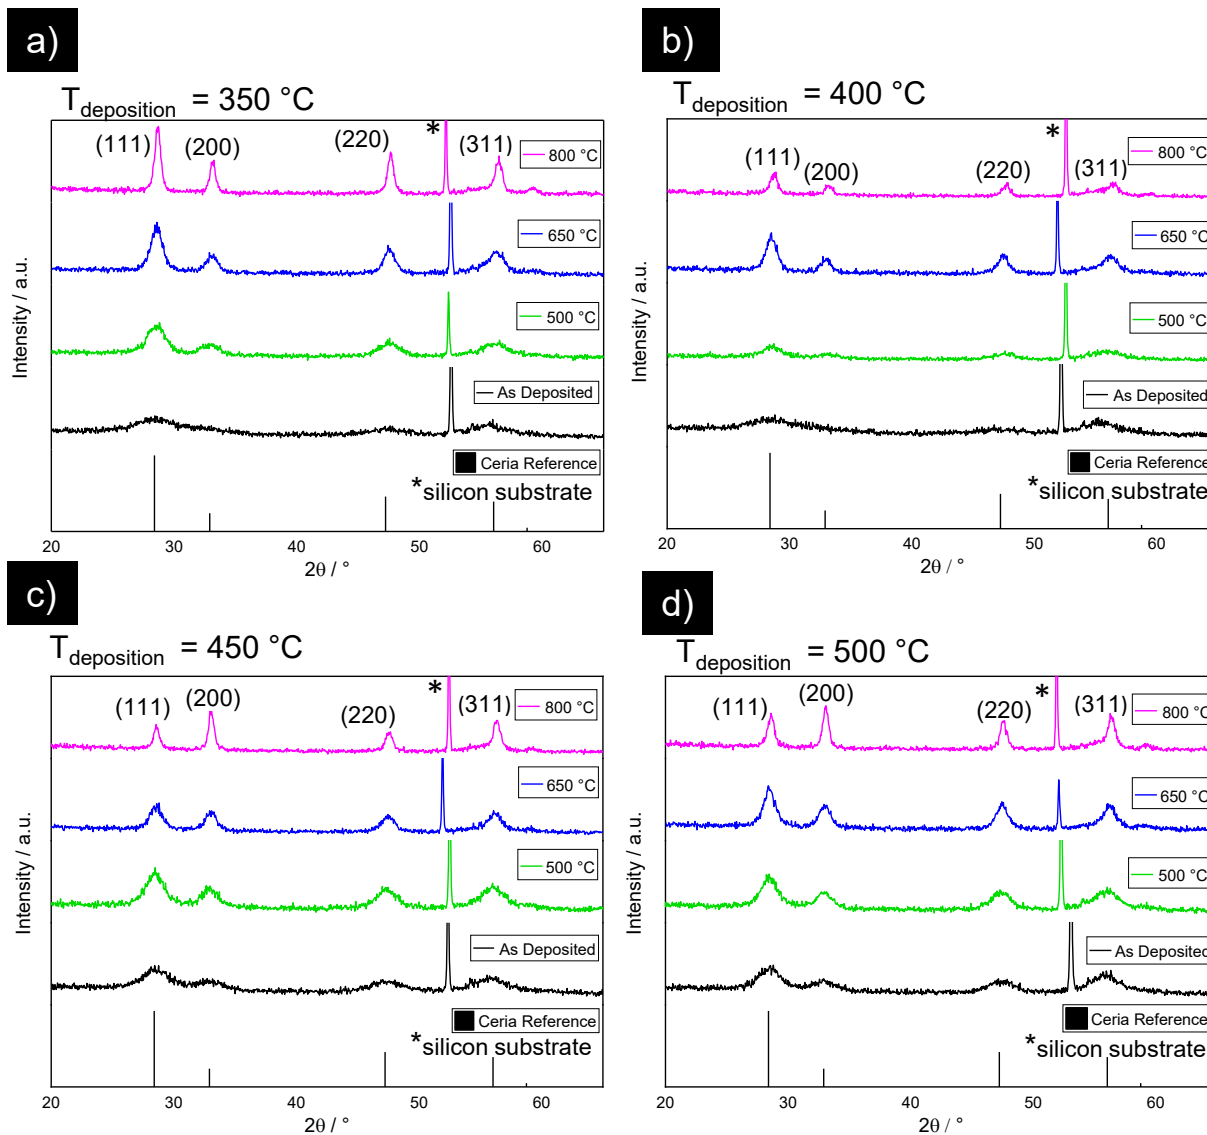 a)
T deposition = 350 °C
(111) (200) (220) * (311)
800 °C
650 °C
500 °C
As Deposited
Ceria Reference
*silicon substrate
Intensity / a.u.
20 30 40 50 60
2θ / °
b)
T deposition = 400 °C
(111) (200) (220) * (311)
800 °C
650 °C
500 °C
As Deposited
Ceria Reference
*silicon substrate
Intensity / a.u.
20 30 40 50 60
2θ / °
c)
T deposition = 450 °C
(111) (200) (220) * (311)
800 °C
650 °C
500 °C
As Deposited
Ceria Reference
*silicon substrate
Intensity / a.u.
20 30 40 50 60
2θ / °
d)
T deposition = 500 °C
(111) (200) (220) * (311)
800 °C
650 °C
500 °C
As Deposited
Ceria Reference
*silicon substrate
Intensity / a.u.
20 30 40 50 60
2θ / °